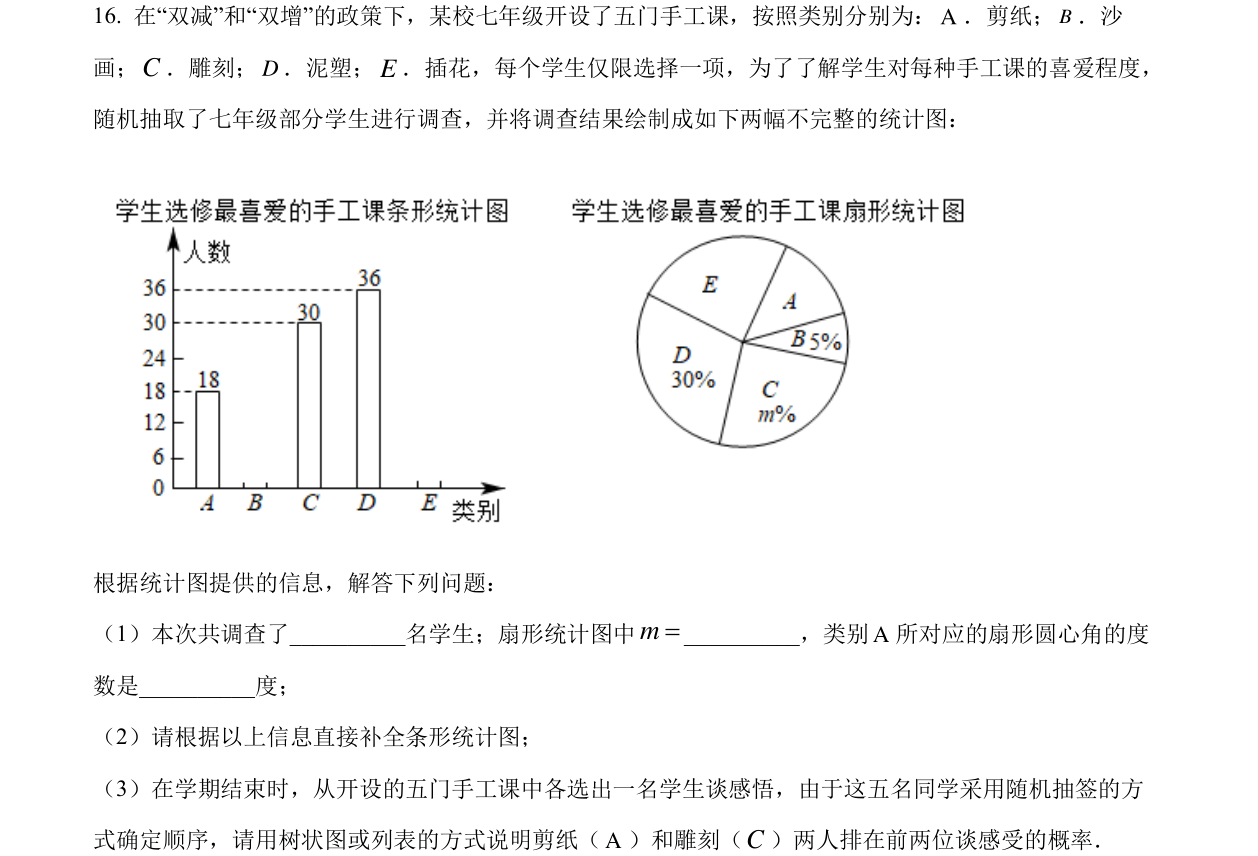 16. 在“双减”和“双增”的政策下，某校七年级开设了五门手工课，按照类别分别为：A．剪纸；B．沙
画；C．雕刻；D．泥塑；E．插花，每个学生仅限选择一项，为了了解学生对每种手工课的喜爱程度，
随机抽取了七年级部分学生进行调查，并将调查结果绘制成如下两幅不完整的统计图：
学生选修最喜爱的手工课条形统计图
人数
36
30
24
18
12
6
0
18
30
36
A B C D E 类别
学生选修最喜爱的手工课扇形统计图
E
A
B 5%
D
30%
C
m%
根据统计图提供的信息，解答下列问题：
（1）本次共调查了__________名学生；扇形统计图中 m = __________，类别 A 所对应的扇形圆心角的度
数是__________度；
（2）请根据以上信息直接补全条形统计图；
（3）在学期结束时，从开设的五门手工课中各选出一名学生谈感悟，由于这五名同学采用随机抽签的方
式确定顺序，请用树状图或列表的方式说明剪纸（A）和雕刻（C）两人排在前两位谈感受的概率．